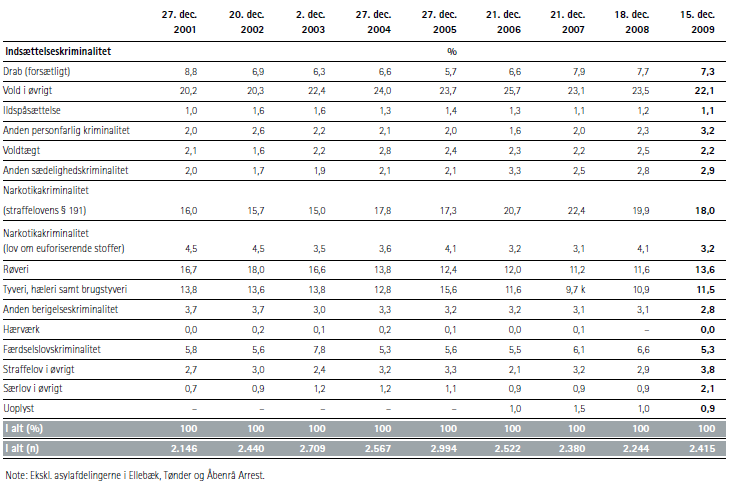 27. dec. 20. dec. 2. dec. 27. dec. 27. dec. 21. dec. 21. dec. 18. dec. 15. dec.
2001 2002 2003 2004 2005 2006 2007 2008 2009
Indsættelseskriminalitet %
Drab (forsætligt) 8,8 6,9 6,3 6,6 5,7 6,6 7,9 7,7 7,3
Vold i øvrigt 20,2 20,3 22,4 24,0 23,7 25,7 23,1 23,5 22,1
Ildspåsættelse 1,0 1,6 1,6 1,4 1,3 1,1 1,1 1,2 1,1
Anden personfarlig kriminalitet 2,0 2,6 2,2 2,1 2,0 1,6 2,0 2,3 3,2
Voldtægt 2,1 1,6 2,2 2,8 2,4 2,3 2,2 2,5 2,2
Anden sædelighedskriminalitet 2,0 1,7 1,9 2,1 2,1 3,3 2,5 2,8 2,9
Narkotikakriminalitet
(straffelovens § 191) 16,0 15,7 15,0 17,8 17,3 20,7 22,4 19,9 18,0
Narkotikakriminalitet
(lov om euforiserende stoffer) 4,5 4,5 3,5 3,6 4,1 3,2 3,1 4,1 3,2
Røveri 16,7 18,0 16,6 13,8 12,4 12,0 11,2 11,6 13,6
Tyveri, hæleri samt brugstyveri 13,8 13,6 13,8 12,8 15,6 11,6 9,7 k 10,9 11,5
Anden berigelseskriminalitet 3,7 3,7 3,0 3,3 3,2 3,2 3,1 3,1 2,8
Hærværk 0,0 0,2 0,1 0,2 0,1 0,0 0,1 – 0,0
Færdselslovskriminalitet 5,8 5,6 7,8 5,3 5,6 5,5 6,1 6,6 5,3
Straffelov i øvrigt 2,7 3,0 2,4 3,2 3,3 2,1 3,2 2,9 3,8
Særlov i øvrigt 0,7 0,9 1,2 1,2 1,1 0,9 0,9 0,9 2,1
Uoplyst – – – – – 1,0 1,5 1,0 0,9
I alt (%) 100 100 100 100 100 100 100 100 100
I alt (n) 2.146 2.440 2.709 2.567 2.994 2.522 2.380 2.244 2.415
Note: Ekskl. asylafdelingerne i Ellebæk, Tønder og Åbenrå Arrest.